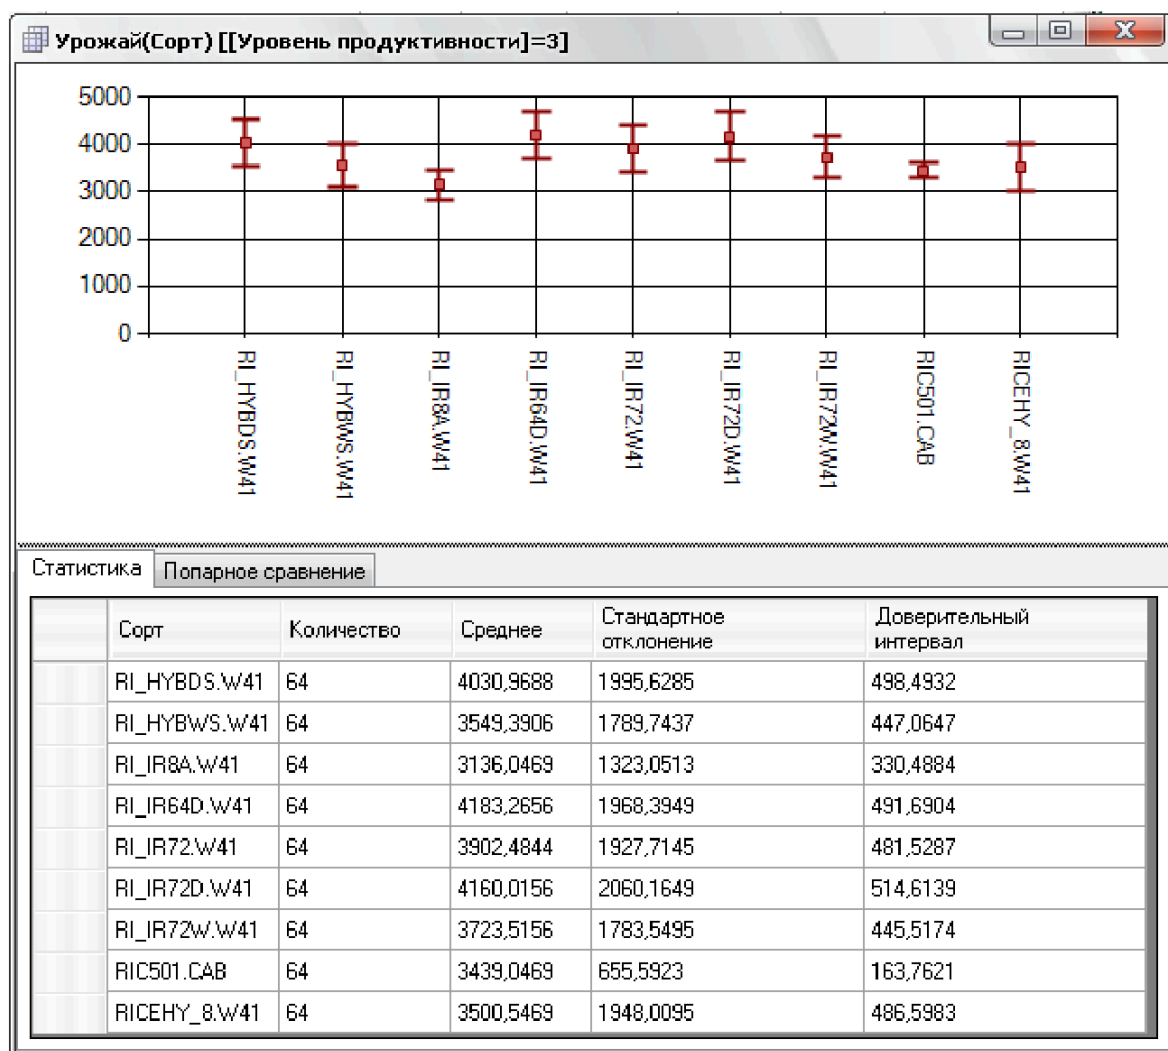 Урожай(Сорт) [[Уровень продуктивности]=3]
5000
4000
3000
2000
1000
0
RI_HYBDS.W41
RI_HYBWS.W41
RI_IR8A.W41
RI_IR64D.W41
RI_IR72.W41
RI_IR72D.W41
RI_IR72W.W41
RIC501.CAB
RICEHY_8.W41
Статистика Попарное сравнение
Сорт Количество Среднее Стандартное отклонение Доверительный интервал
RI_HYBDS.W41 64 4030,9688 1995,6285 498,4932
RI_HYBWS.W41 64 3549,3906 1789,7437 447,0647
RI_IR8A.W41 64 3136,0469 1323,0513 330,4884
RI_IR64D.W41 64 4183,2656 1968,3949 491,6904
RI_IR72.W41 64 3902,4844 1927,7145 481,5287
RI_IR72D.W41 64 4160,0156 2060,1649 514,6139
RI_IR72W.W41 64 3723,5156 1783,5495 445,5174
RIC501.CAB 64 3439,0469 655,5923 163,7621
RICEHY_8.W41 64 3500,5469 1948,0095 486,5983